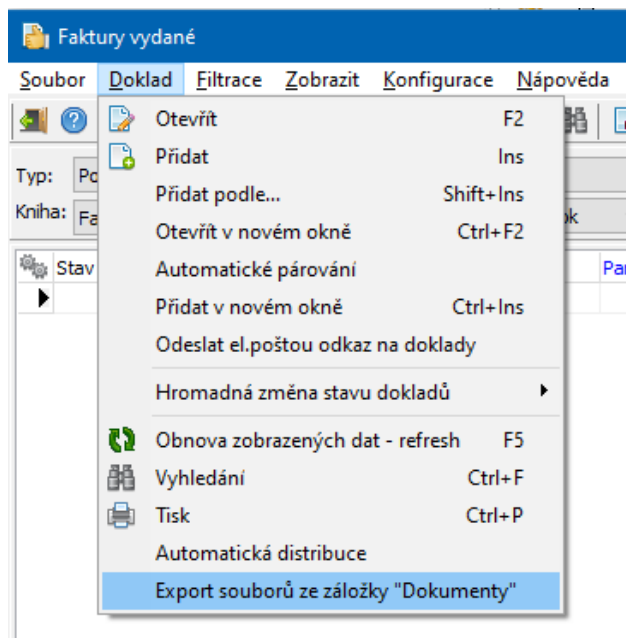 Faktury vydané
Soubor Doklad Filtrace Zobrazit Konfigurace Nápověda
Otevřít F2
Přidat Ins
Typ:
Přidat podle... Shift+Ins
Kniha:
Otevřít v novém okně Ctrl+F2
Stav
Automatické párování
Přidat v novém okně Ctrl+Ins
Odeslat el.poštou odkaz na doklady
Hromadná změna stavu dokladů
Obnova zobrazených dat - refresh F5
Vyhledání Ctrl+F
Tisk Ctrl+P
Automatická distribuce
Export souborů ze záložky "Dokumenty"